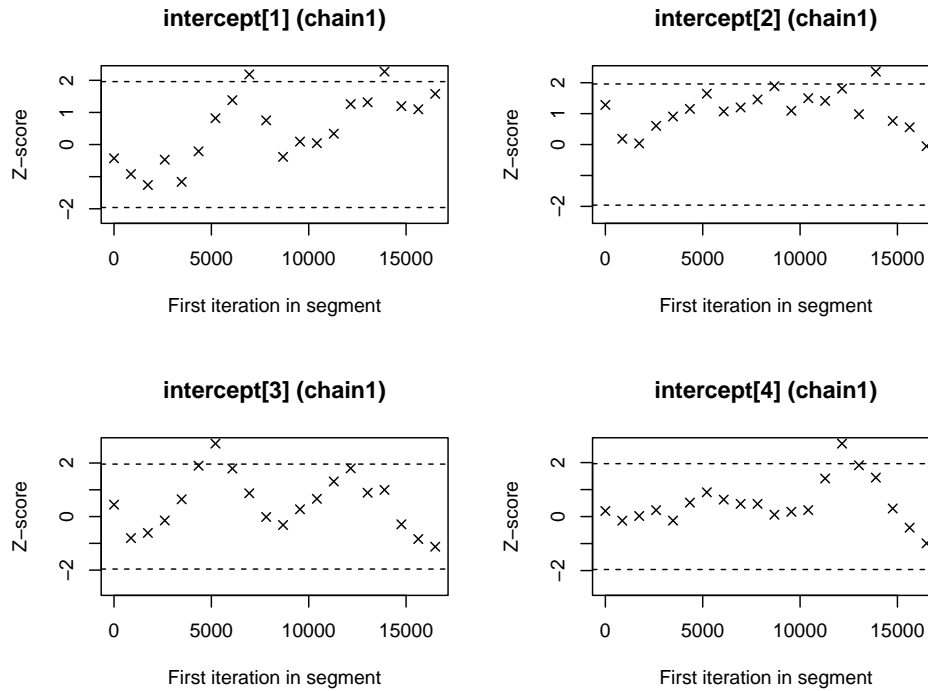 intercept[1] (chain1)
Z−score
2
1
0
−2
0
5000
10000
15000
First iteration in segment
intercept[2] (chain1)
Z−score
2
1
0
−2
0
5000
10000
15000
First iteration in segment
intercept[3] (chain1)
Z−score
2
0
−2
0
5000
10000
15000
First iteration in segment
intercept[4] (chain1)
Z−score
2
0
−2
0
5000
10000
15000
First iteration in segment